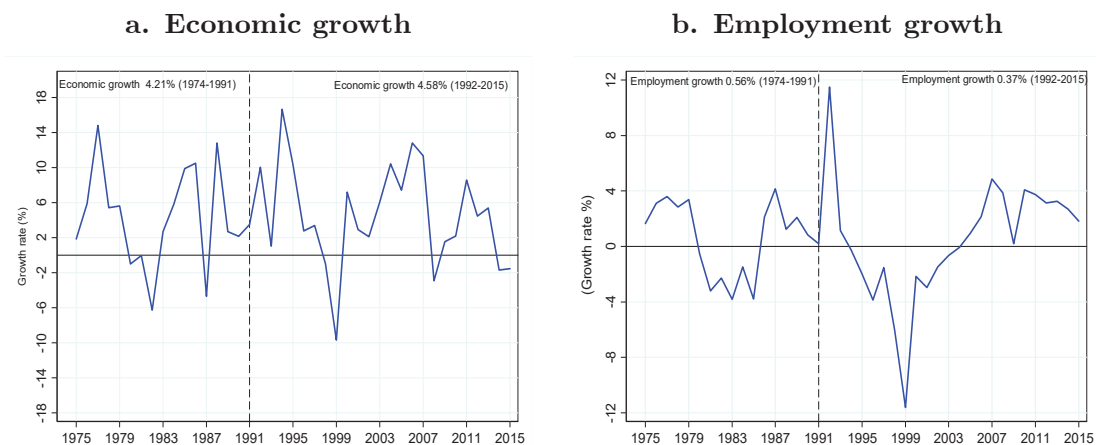 a. Economic growth
Economic growth 4.21% (1974-1991)
Economic growth 4.58% (1992-2015)
Growth rate (%)
18
14
10
6
2
-2
-6
-10
-14
-18
1975 1979 1983 1987 1991 1995 1999 2003 2007 2011 2015
b. Employment growth
Employment growth 0.56% (1974-1991)
Employment growth 0.37% (1992-2015)
(Growth rate %)
12
8
4
0
-4
-8
-12
1975 1979 1983 1987 1991 1995 1999 2003 2007 2011 2015